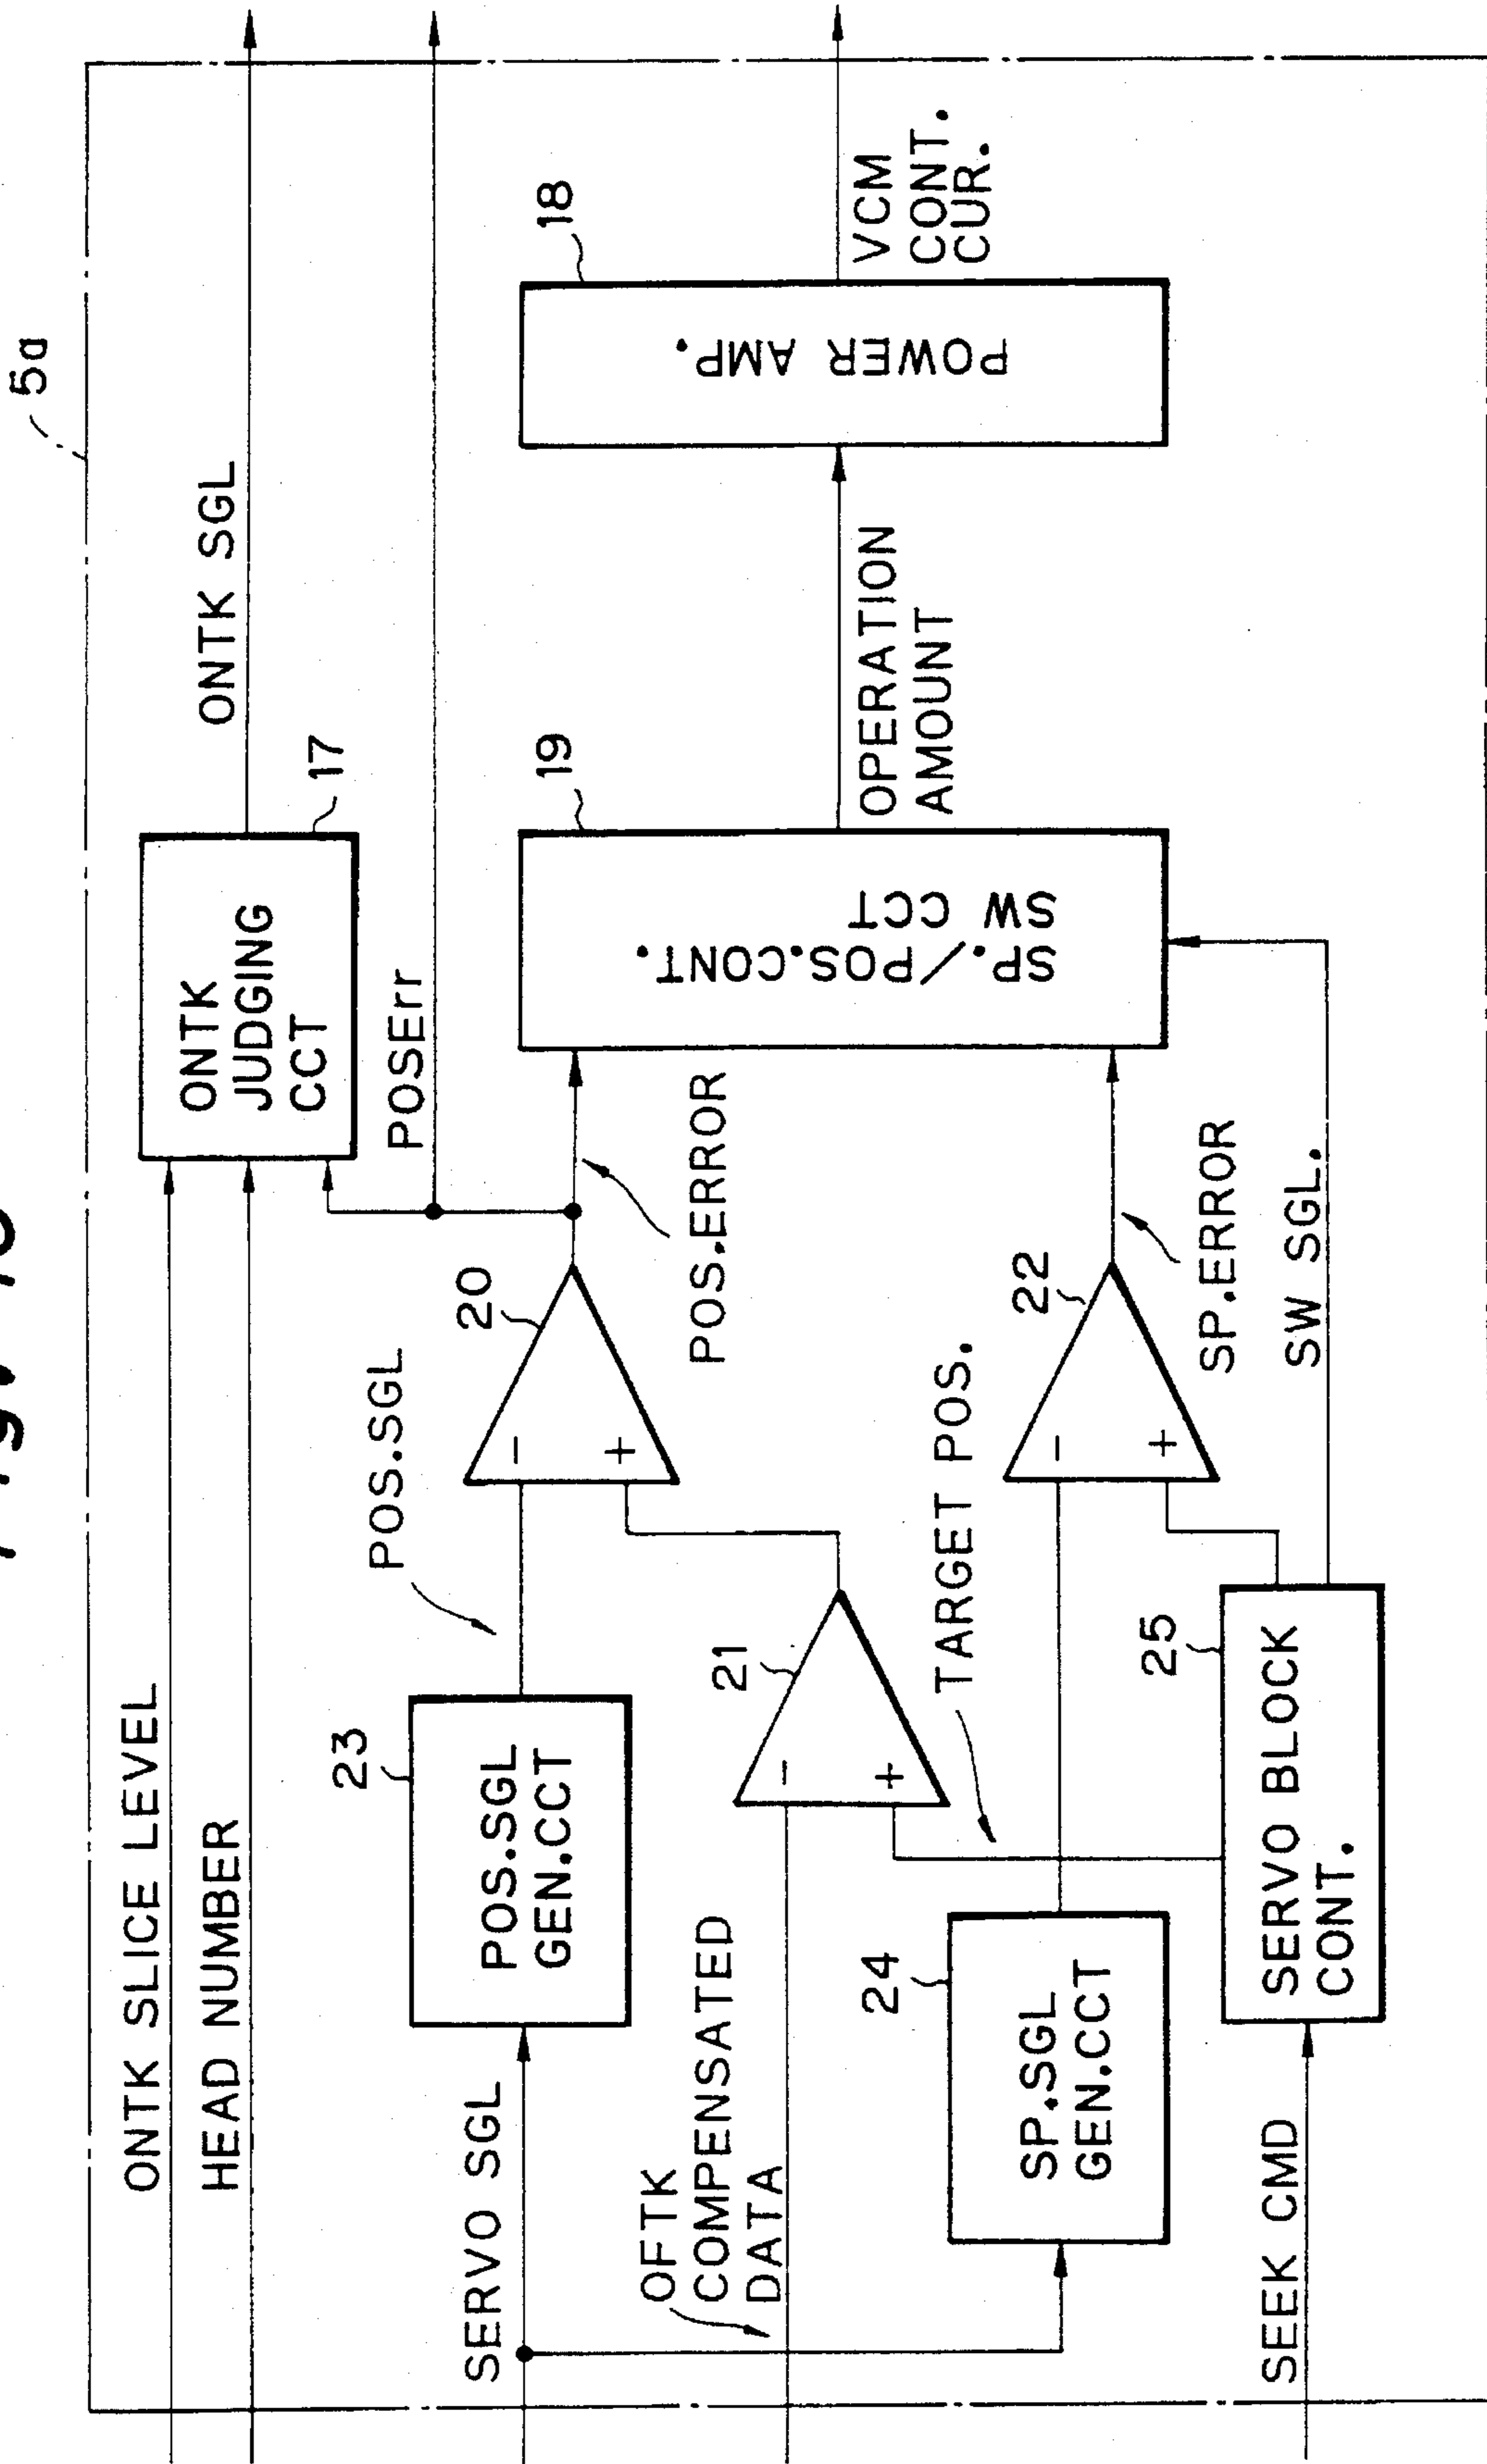 5a
ONTK SLICE LEVEL
HEAD NUMBER
ONTK
JUDGING
CCT
17
ONTK SGL
POSErr
SERVO SGL
23
POS.SGL
GEN.CCT
POS.SGL
20
-
+
POS.ERROR
OFTK
COMPENSATED
DATA
21
-
+
TARGET POS.
19
SP./POS.CONT.
SW CCT
OPERATION
AMOUNT
18
POWER AMP.
VCM
CONT.
CUR.
24
SP.SGL
GEN.CCT
22
-
+
SP.ERROR
SW SGL.
SEEK CMD
25
SERVO BLOCK
CONT.